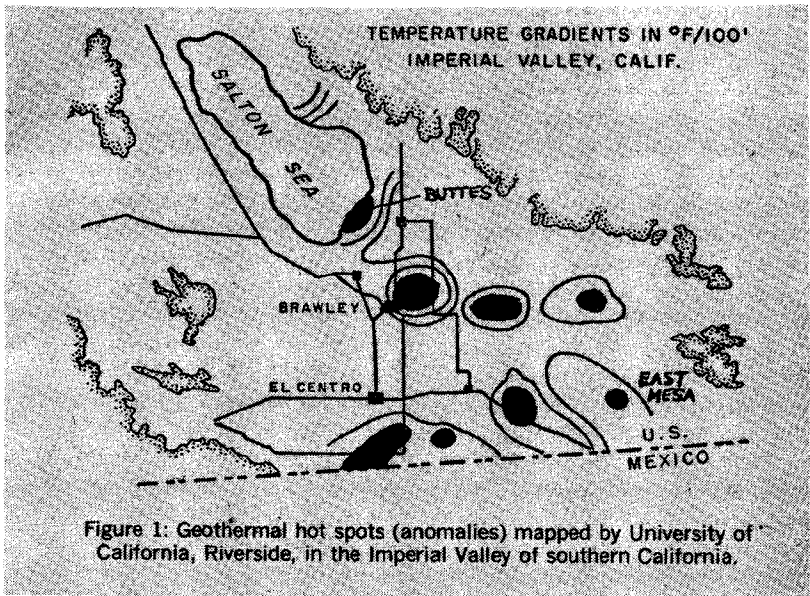 TEMPERATURE GRADIENTS IN °F/100'
IMPERIAL VALLEY, CALIF.
SALTON SEA
BUTTES
BRAWLEY
EL CENTRO
EAST
MESA
U.S.
MEXICO
Figure 1: Geothermal hot spots (anomalies) mapped by University of
California, Riverside, in the Imperial Valley of southern California.